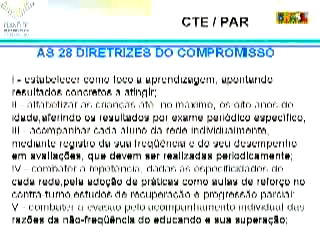 CTE / PAR
AS 28 DIRETRIZES DO COMPROMISSO
I - estabelecer como foco a aprendizagem, apontando
resultados concretos a atingir;
II - alfabetizar as crianças até, no máximo, os oito anos de
idade,aferindo os resultados por exame periódico específico;
III - acompanhar cada aluno da rede individualmente,
mediante registro da sua freqüência e do seu desempenho
em avaliações, que devem ser realizadas periodicamente;
IV - combater a repetência, dadas as especificidades de
cada rede,pela adoção de práticas como aulas de reforço no
contra-turno estudos de recuperação e progressão parcial
V - combater a evasão pelo acompanhamento individual das
razões da não-freqüência do educando e sua superação;